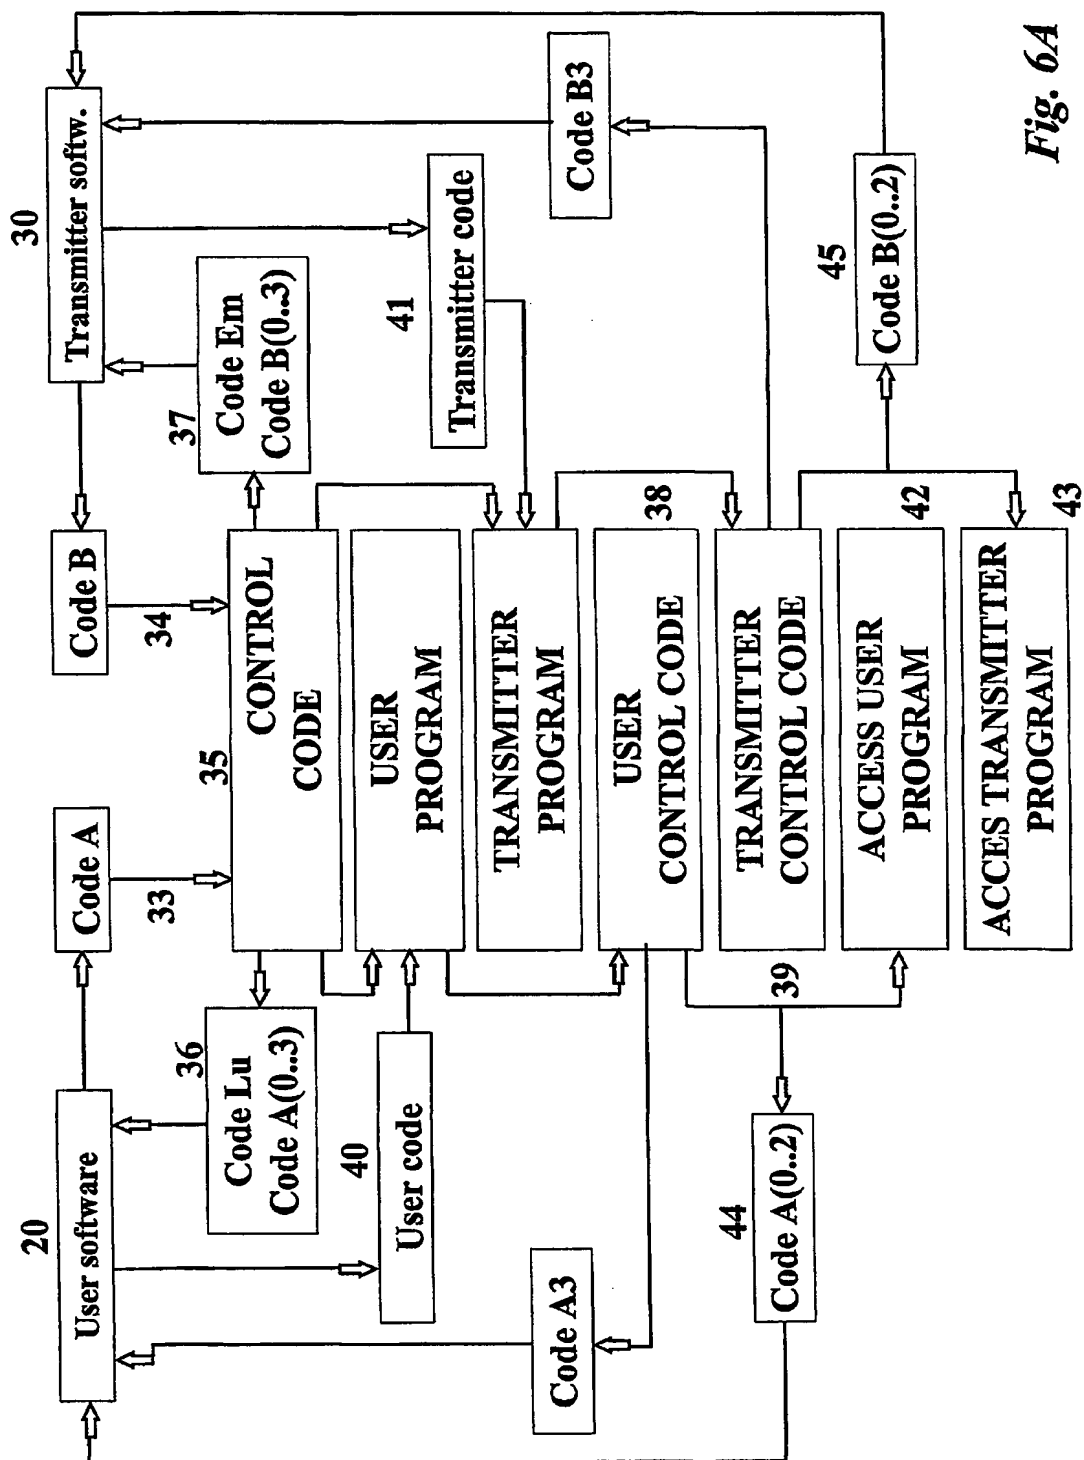 20
User software
Code A
33
Code B
34
30
Transmitter softw.
36
Code Lu
Code A(0..3)
35
CONTROL
CODE
37
Code Em
Code B(0..3)
40
User code
USER
PROGRAM
41
Transmitter code
TRANSMITTER
PROGRAM
Code A3
USER
CONTROL CODE
38
Code B3
39
TRANSMITTER
CONTROL CODE
44
Code A(0..2)
ACCESS USER
PROGRAM
42
45
Code B(0..2)
ACCES TRANSMITTER
PROGRAM
43
Fig. 6A